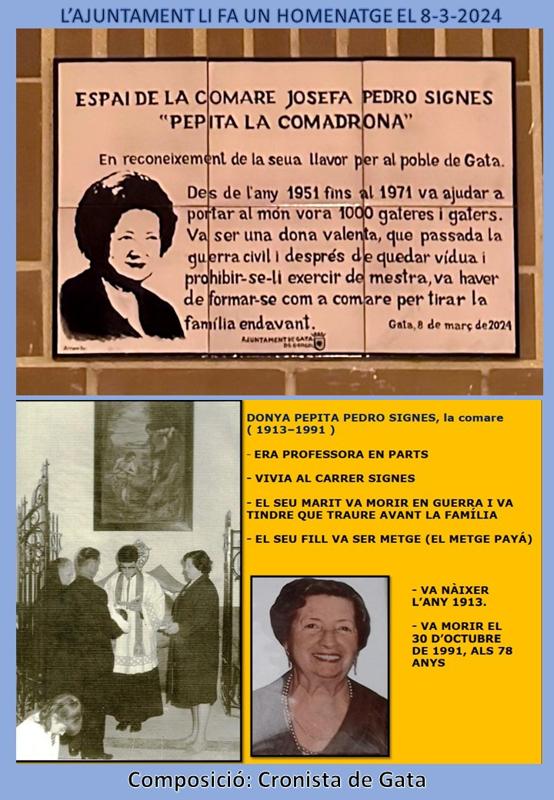 L'AJUNTAMENT LI FA UN HOMENATGE EL 8-3-2024
ESPAI DE LA COMARE JOSEFA PEDRO SIGNES
"PEPITA LA COMADRONA"
En reconeixement de la seua llavor per al poble de Gata.
Des de l'any 1951 fins al 1971 va ajudar a
portar al món vora 1000 gateres i gaters.
Va ser una dona valenta, que passada la
guerra civil i després de quedar vídua i
prohibir-se-li exercir de mestra, va haver
de formar-se com a comare per tirar la
família endavant.
Gata, 8 de març de 2024
AJUNTAMENT DE GATA
DE GORGOS
DONYA PEPITA PEDRO SIGNES, la comare
( 1913-1991 )
- ERA PROFESSORA EN PARTS
- VIVIA AL CARRER SIGNES
- EL SEU MARIT VA MORIR EN GUERRA I VA
TINDRE QUE TRAURE AVANT LA FAMÍLIA
- EL SEU FILL VA SER METGE (EL METGE PAYÁ)
- VA NÀIXER
L'ANY 1913.
- VA MORIR EL
30 D'OCTUBRE
DE 1991, ALS 78
ANYS
Composició: Cronista de Gata